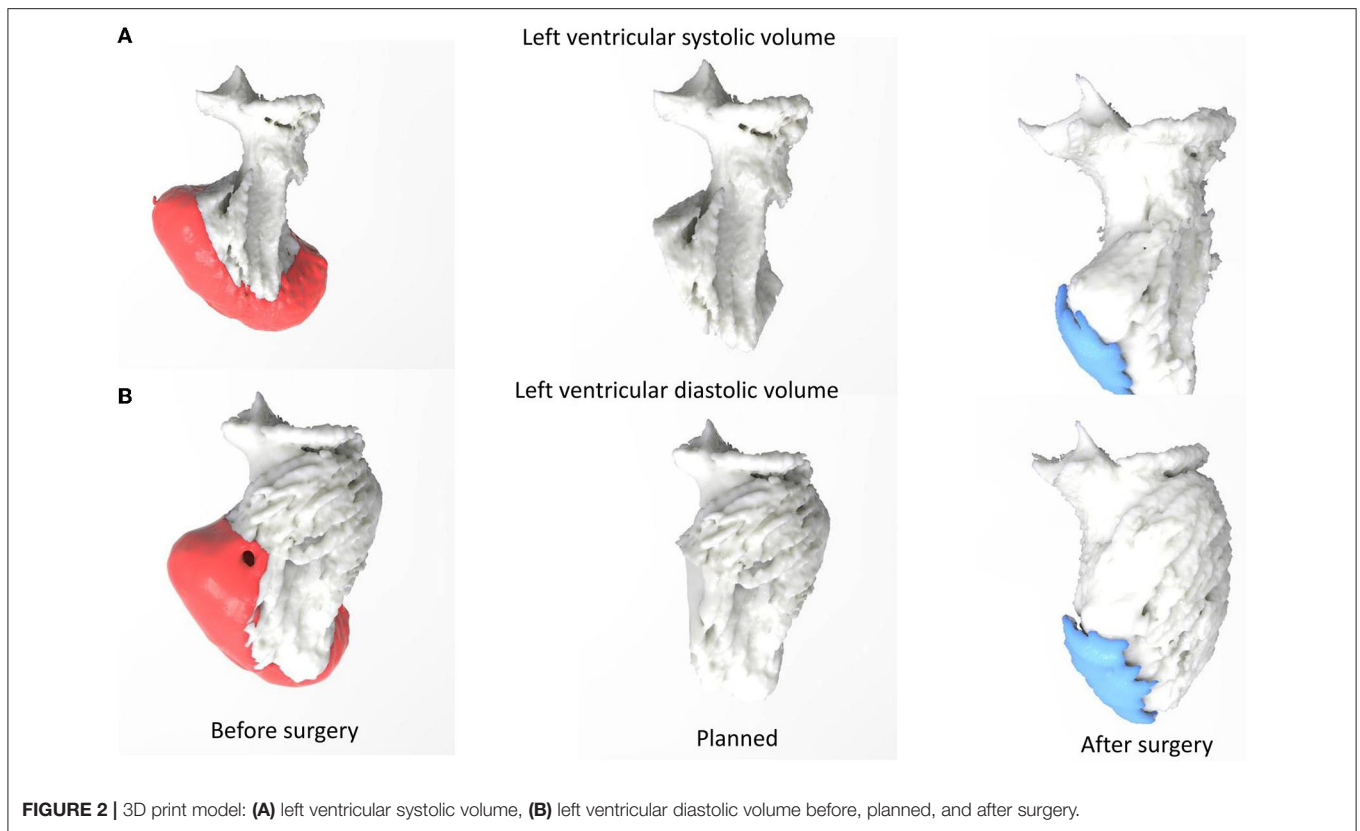 A
Left ventricular systolic volume
B
Left ventricular diastolic volume
Before surgery
Planned
After surgery
FIGURE 2 | 3D print model: (A) left ventricular systolic volume, (B) left ventricular diastolic volume before, planned, and after surgery.